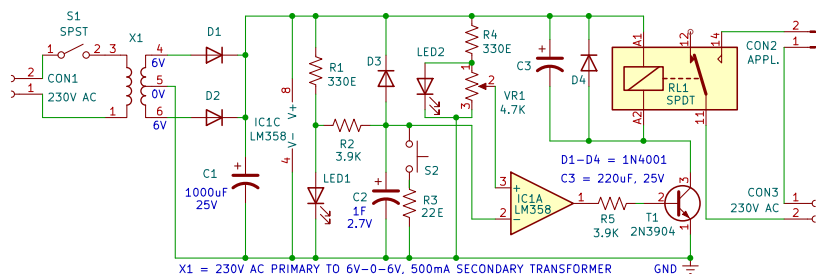 S1
SPST
1
2
3
X1
4
6V
5
0V
6
6V
1
2
CON1
1
230V AC
D1
D2
C1
1000uF
25V
+
IC1C
LM358
8
V+
V-
4
R1
330E
LED1
R2
3.9K
D3
C2
1F
2.7V
+
S2
R3
22E
LED2
R4
330E
1
2
3
VR1
4.7K
3
+
2
-
IC1A
LM358
1
R5
3.9K
C3
+
D4
A1
A2
12
14
11
RL1
SPDT
D1-D4 = 1N4001
C3 = 220uF, 25V
2
T1
2N3904
3
1
2
1
CON2
APPL.
CON3
230V AC
1
2
X1 = 230V AC PRIMARY TO 6V-0-6V, 500mA SECONDARY TRANSFORMER
GND